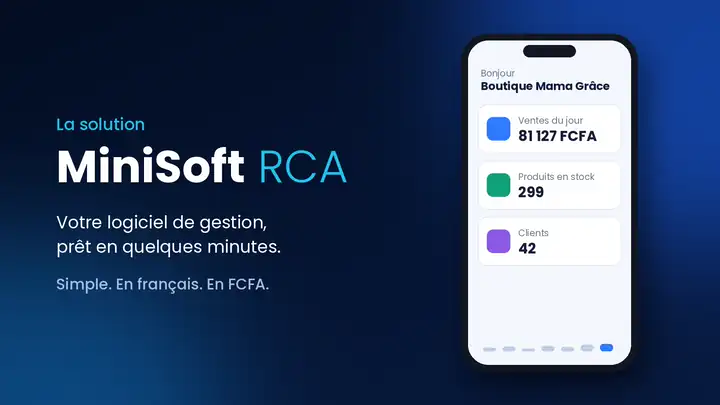 La solution
MiniSoft RCA
Votre logiciel de gestion,
prêt en quelques minutes.
Simple. En français. En FCFA.
Bonjour
Boutique Mama Grâce
Ventes du jour
81 127 FCFA
Produits en stock
299
Clients
42